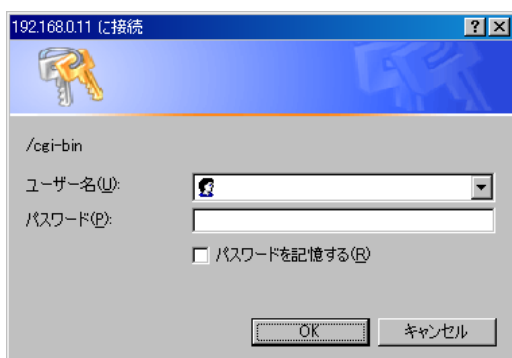 192.168.0.11 に接続
/cgi-bin
ユーザー名(U):
パスワード(P):
パスワードを記憶する(R)
OK
キャンセル